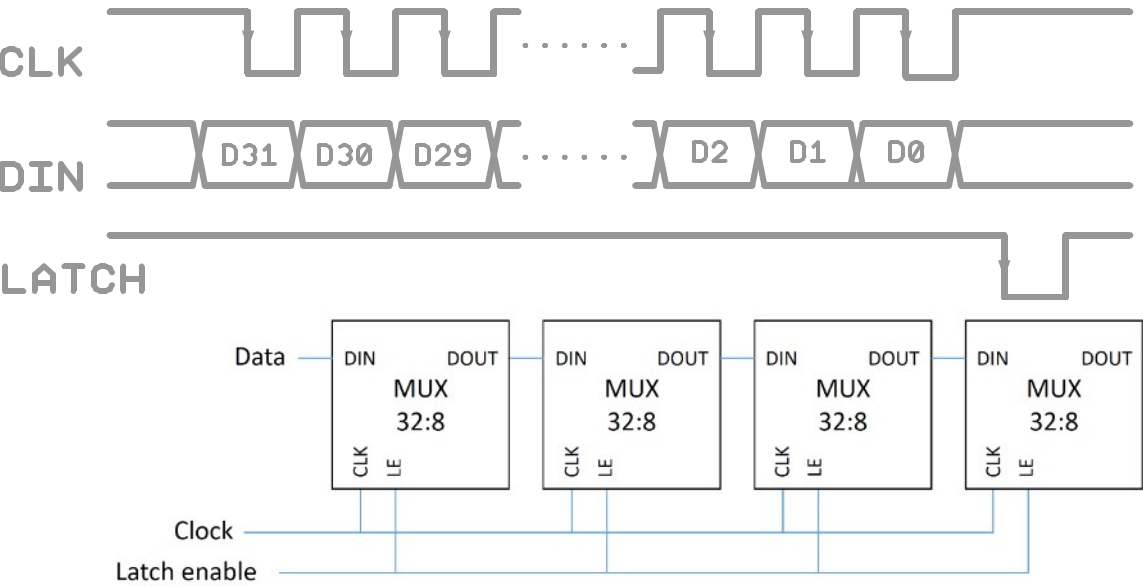 CLK
D31 D30 D29 ...... D2 D1 D0
DIN
LATCH
Data DIN DOUT DIN DOUT DIN DOUT DIN DOUT
MUX MUX MUX MUX
32:8 32:8 32:8 32:8
CLK LE CLK LE CLK LE CLK LE
Clock
Latch enable